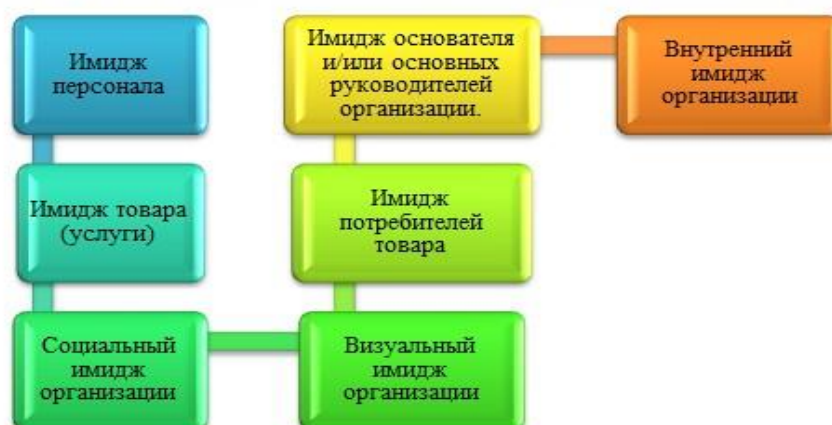 Имидж
персонала
Имидж товара
(услуги)
Социальный
имидж
организации
Визуальный
имидж
организации
Имидж
потребителей
товара
Имидж основателя
и/или основных
руководителей
организации.
Внутренний
имидж
организации